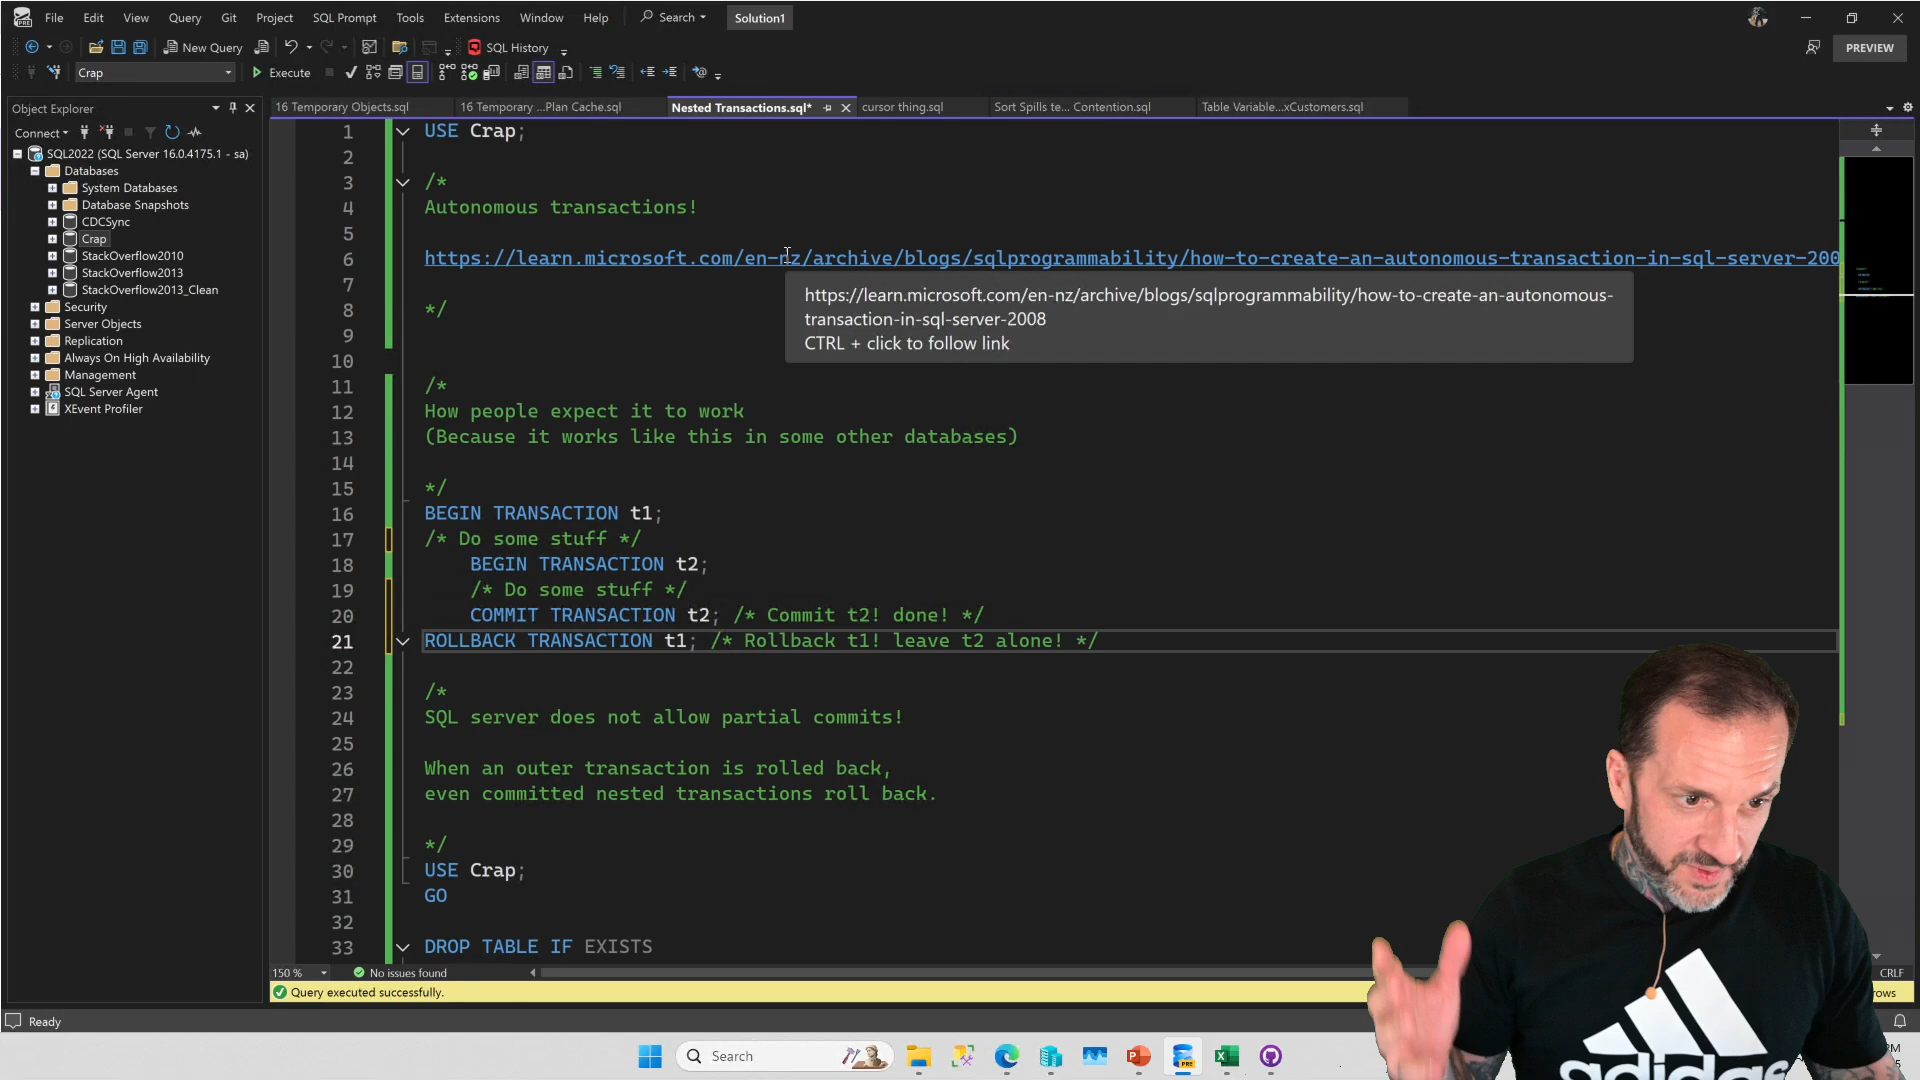 File Edit View Query Git Project SQL Prompt Tools Extensions Window Help Search Solution1
New Query SQL History PREVIEW
Crap Execute
Object Explorer
16 Temporary Objects.sql 16 Temporary ...Plan Cache.sql Nested Transactions.sql* cursor thing.sql Sort Spills te... Contention.sql Table Variable...xCustomers.sql
Connect
SQL2022 (SQL Server 16.0.4175.1 - sa)
Databases
System Databases
Database Snapshots
CDCSync
Crap
StackOverflow2010
StackOverflow2013
StackOverflow2013_Clean
Security
Server Objects
Replication
Always On High Availability
Management
SQL Server Agent
XEvent Profiler
1 USE Crap;
2
3 /*
4 Autonomous transactions!
5
6 https://learn.microsoft.com/en-nz/archive/blogs/sqlprogrammability/how-to-create-an-autonomous-transaction-in-sql-server-200
7
8 */
9
10
11 /*
12 How people expect it to work
13 (Because it works like this in some other databases)
14
15 */
16 BEGIN TRANSACTION t1;
17 /* Do some stuff */
18 BEGIN TRANSACTION t2;
19 /* Do some stuff */
20 COMMIT TRANSACTION t2; /* Commit t2! done! */
21 ROLLBACK TRANSACTION t1; /* Rollback t1! leave t2 alone! */
22
23 /*
24 SQL server does not allow partial commits!
25
26 When an outer transaction is rolled back,
27 even committed nested transactions roll back.
28
29 */
30 USE Crap;
31 GO
32
33 DROP TABLE IF EXISTS
https://learn.microsoft.com/en-nz/archive/blogs/sqlprogrammability/how-to-create-an-autonomous-
transaction-in-sql-server-2008
CTRL + click to follow link
150 % No issues found CRLF
Query executed successfully. rows
Ready
Search
adidas